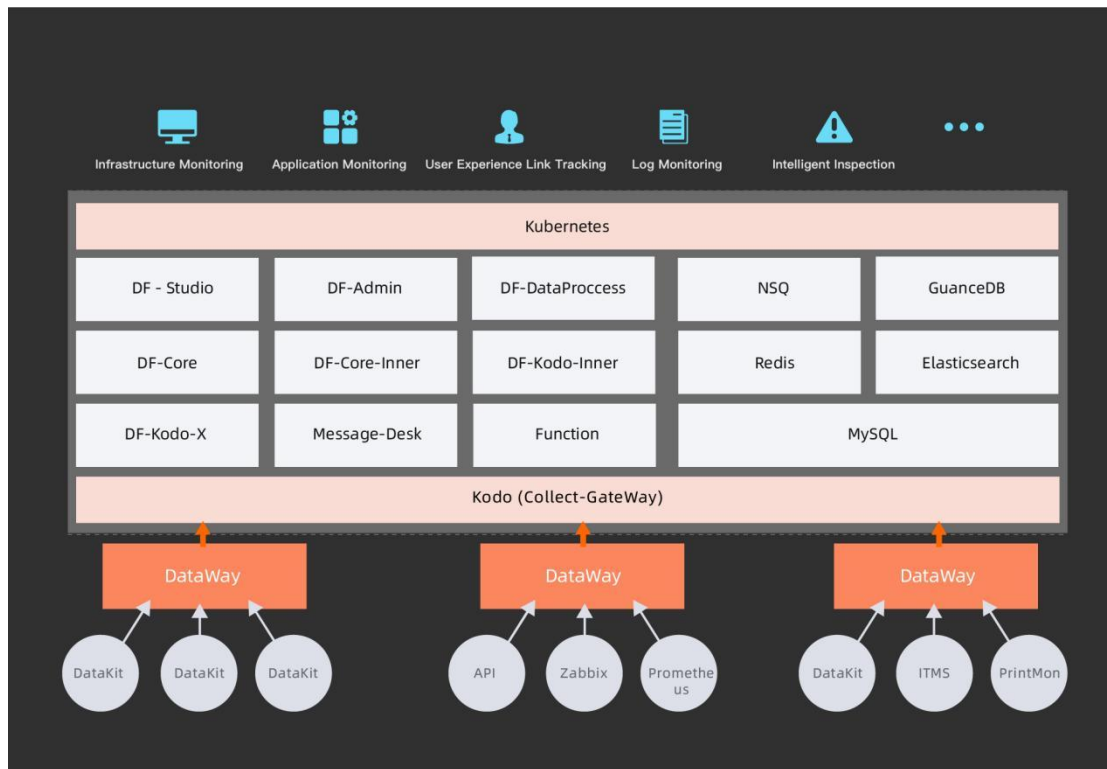 Infrastructure Monitoring
Application Monitoring
User Experience Link Tracking
Log Monitoring
Intelligent Inspection
Kubernetes
DF - Studio
DF-Admin
DF-DataProccess
NSQ
GuanceDB
DF-Core
DF-Core-Inner
DF-Kodo-Inner
Redis
Elasticsearch
DF-Kodo-X
Message-Desk
Function
MySQL
Kodo (Collect-GateWay)
DataWay
DataWay
DataWay
DataKit
DataKit
DataKit
API
Zabbix
Promethe
us
DataKit
ITMS
PrintMon